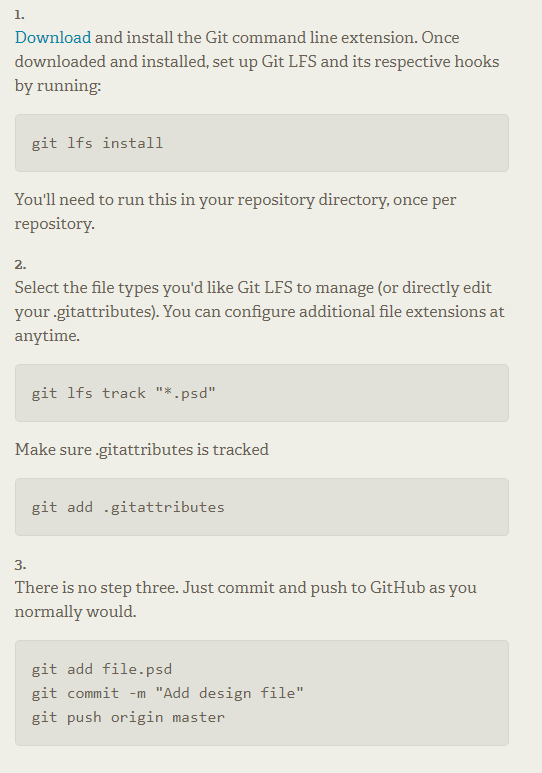 1.
Download and install the Git command line extension. Once
downloaded and installed, set up Git LFS and its respective hooks
by running:
git lfs install
You'll need to run this in your repository directory, once per
repository.
2.
Select the file types you'd like Git LFS to manage (or directly edit
your .gitattributes). You can configure additional file extensions at
anytime.
git lfs track "*.psd"
Make sure .gitattributes is tracked
git add .gitattributes
3.
There is no step three. Just commit and push to GitHub as you
normally would.
git add file.psd
git commit -m "Add design file"
git push origin master